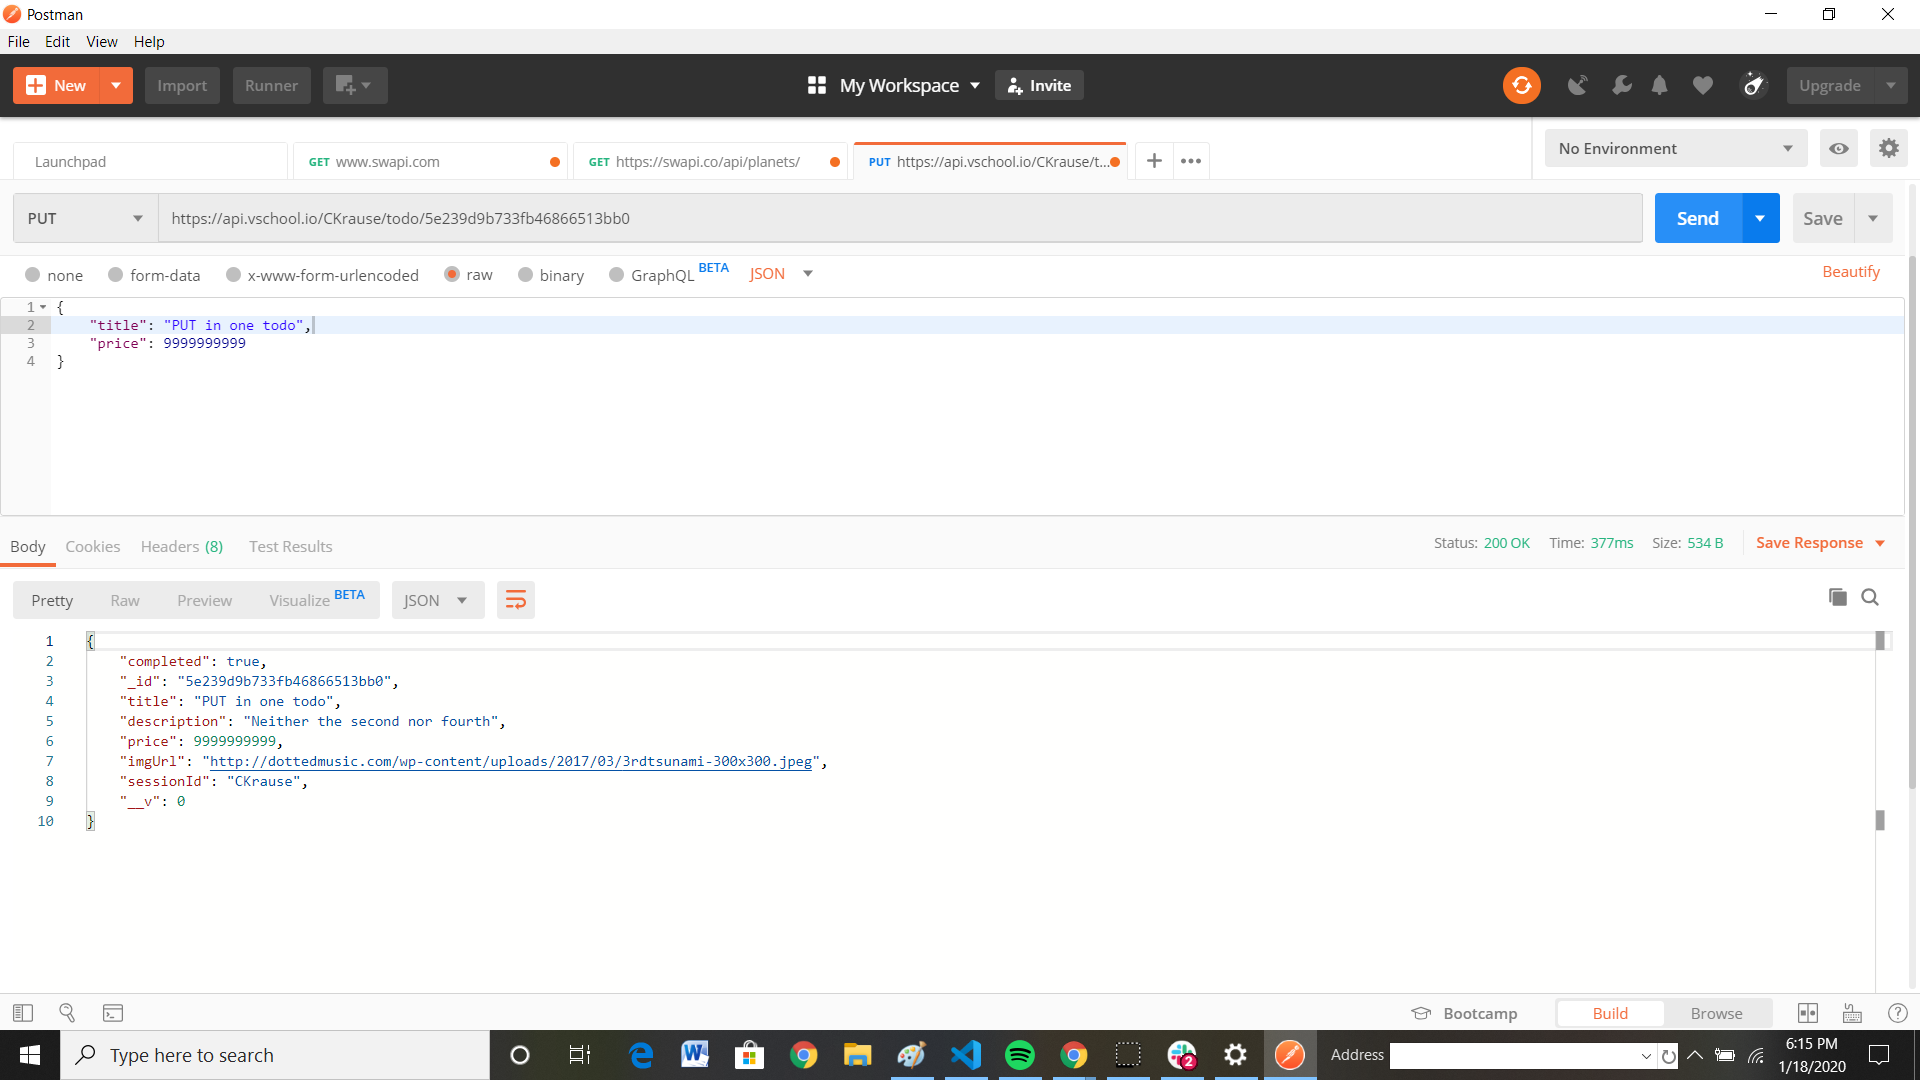 Postman
File Edit View Help
New Import Runner My Workspace Invite Upgrade
Launchpad GET www.swapi.com GET https://swapi.co/api/planets/ PUT https://api.vschool.io/CKrause/t... No Environment
PUT https://api.vschool.io/CKrause/todo/5e239d9b733fb46866513bb0 Send Save
none form-data x-www-form-urlencoded raw binary GraphQL BETA JSON Beautify
1 {
2 "title": "PUT in one todo",
3 "price": 9999999999
4 }
Body Cookies Headers (8) Test Results Status: 200 OK Time: 377ms Size: 534 B Save Response
Pretty Raw Preview Visualize BETA JSON
1 {
2 "completed": true,
3 "_id": "5e239d9b733fb46866513bb0",
4 "title": "PUT in one todo",
5 "description": "Neither the second nor fourth",
6 "price": 9999999999,
7 "imgUrl": "http://dottedmusic.com/wp-content/uploads/2017/03/3rdtsunami-300x300.jpeg",
8 "sessionId": "CKrause",
9 "__v": 0
10 }
Bootcamp Build Browse
Type here to search 2 Address 6:15 PM
1/18/2020